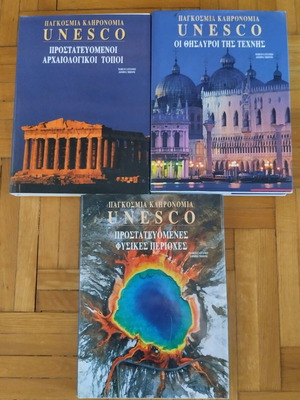 ΠΑΓΚΟΣΜΙΑ ΚΛΗΡΟΝΟΜΙΑ
UNESCO
ΠΡΟΣΤΑΤΕΥΟΜΕΝΟΙ
ΑΡΧΑΙΟΛΟΓΙΚΟΙ ΤΟΠΟΙ
ΠΑΓΚΟΣΜΙΑ ΚΛΗΡΟΝΟΜΙΑ
UNESCO
ΟΙ ΘΗΣΑΥΡΟΙ ΤΗΣ ΤΕΧΝΗΣ
ΠΑΓΚΟΣΜΙΑ ΚΛΗΡΟΝΟΜΙΑ
UNESCO
ΠΡΟΣΤΑΤΕΥΟΜΕΝΕΣ
ΦΥΣΙΚΕΣ ΠΕΡΙΟΧΕΣ